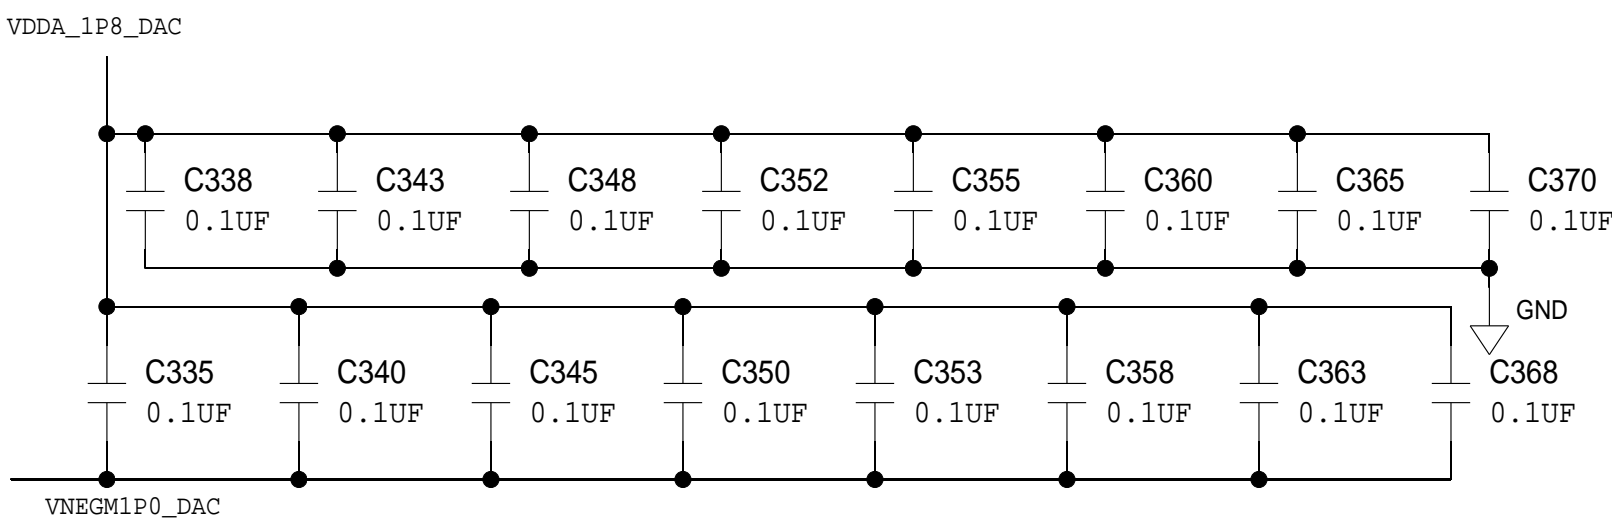 VDDA_1P8_DAC
C338 C343 C348 C352 C355 C360 C365 C370
0.1UF 0.1UF 0.1UF 0.1UF 0.1UF 0.1UF 0.1UF 0.1UF
GND
C335 C340 C345 C350 C353 C358 C363 C368
0.1UF 0.1UF 0.1UF 0.1UF 0.1UF 0.1UF 0.1UF 0.1UF
VNEGM1P0_DAC